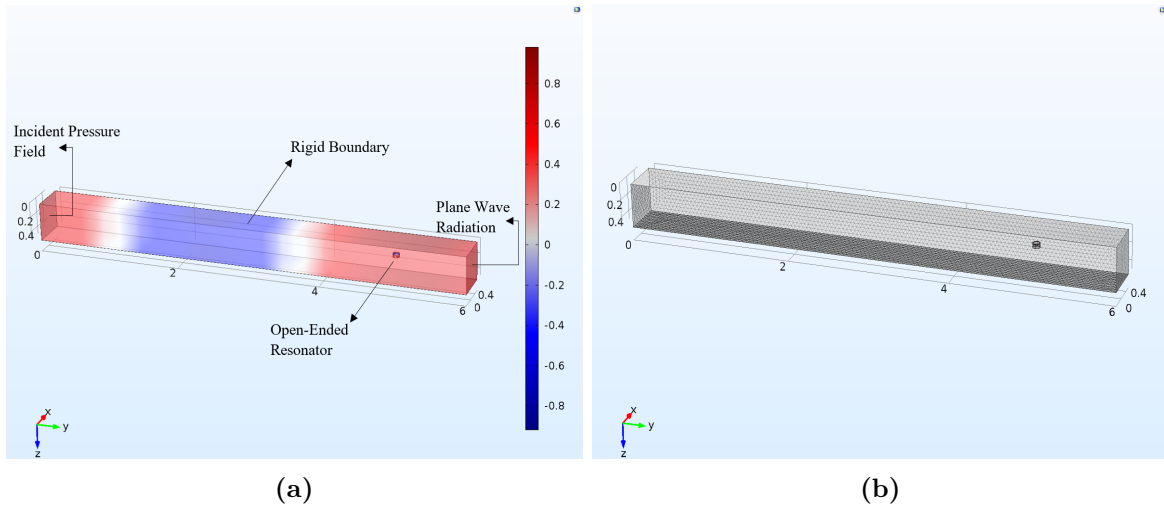 Incident Pressure
Field
Rigid Boundary
Plane Wave
Radiation
Open-Ended
Resonator
0
0.2
0.4
0
2
4
6
0.4
0
0.8
0.6
0.4
0.2
0
-0.2
-0.4
-0.6
-0.8
x
y
z
(a)
0
0.2
0.4
0
2
4
6
0.4
0
x
y
z
(b)